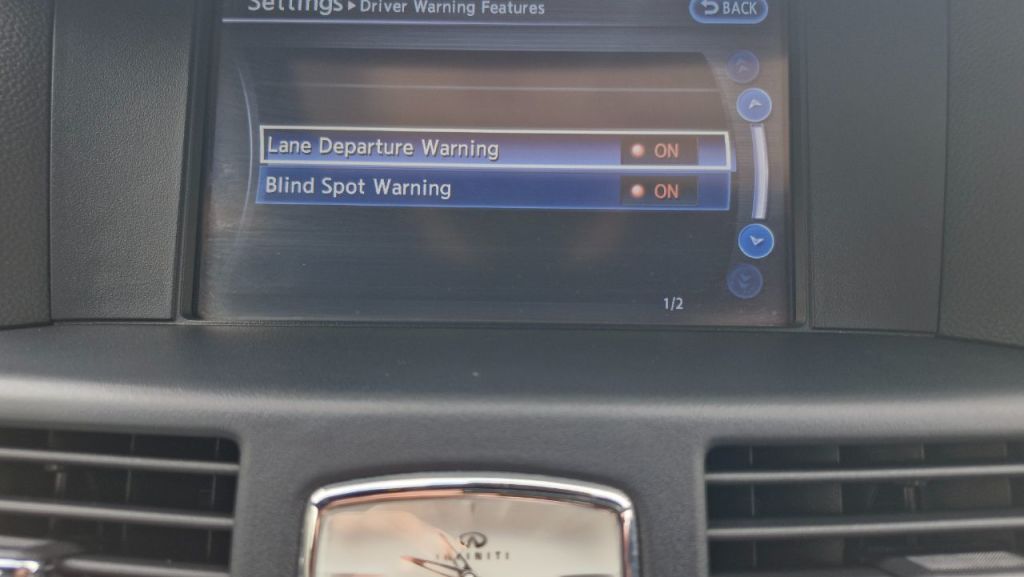 Settings ▸ Driver Warning Features
BACK
Lane Departure Warning ON
Blind Spot Warning ON
1/2
INFINITI